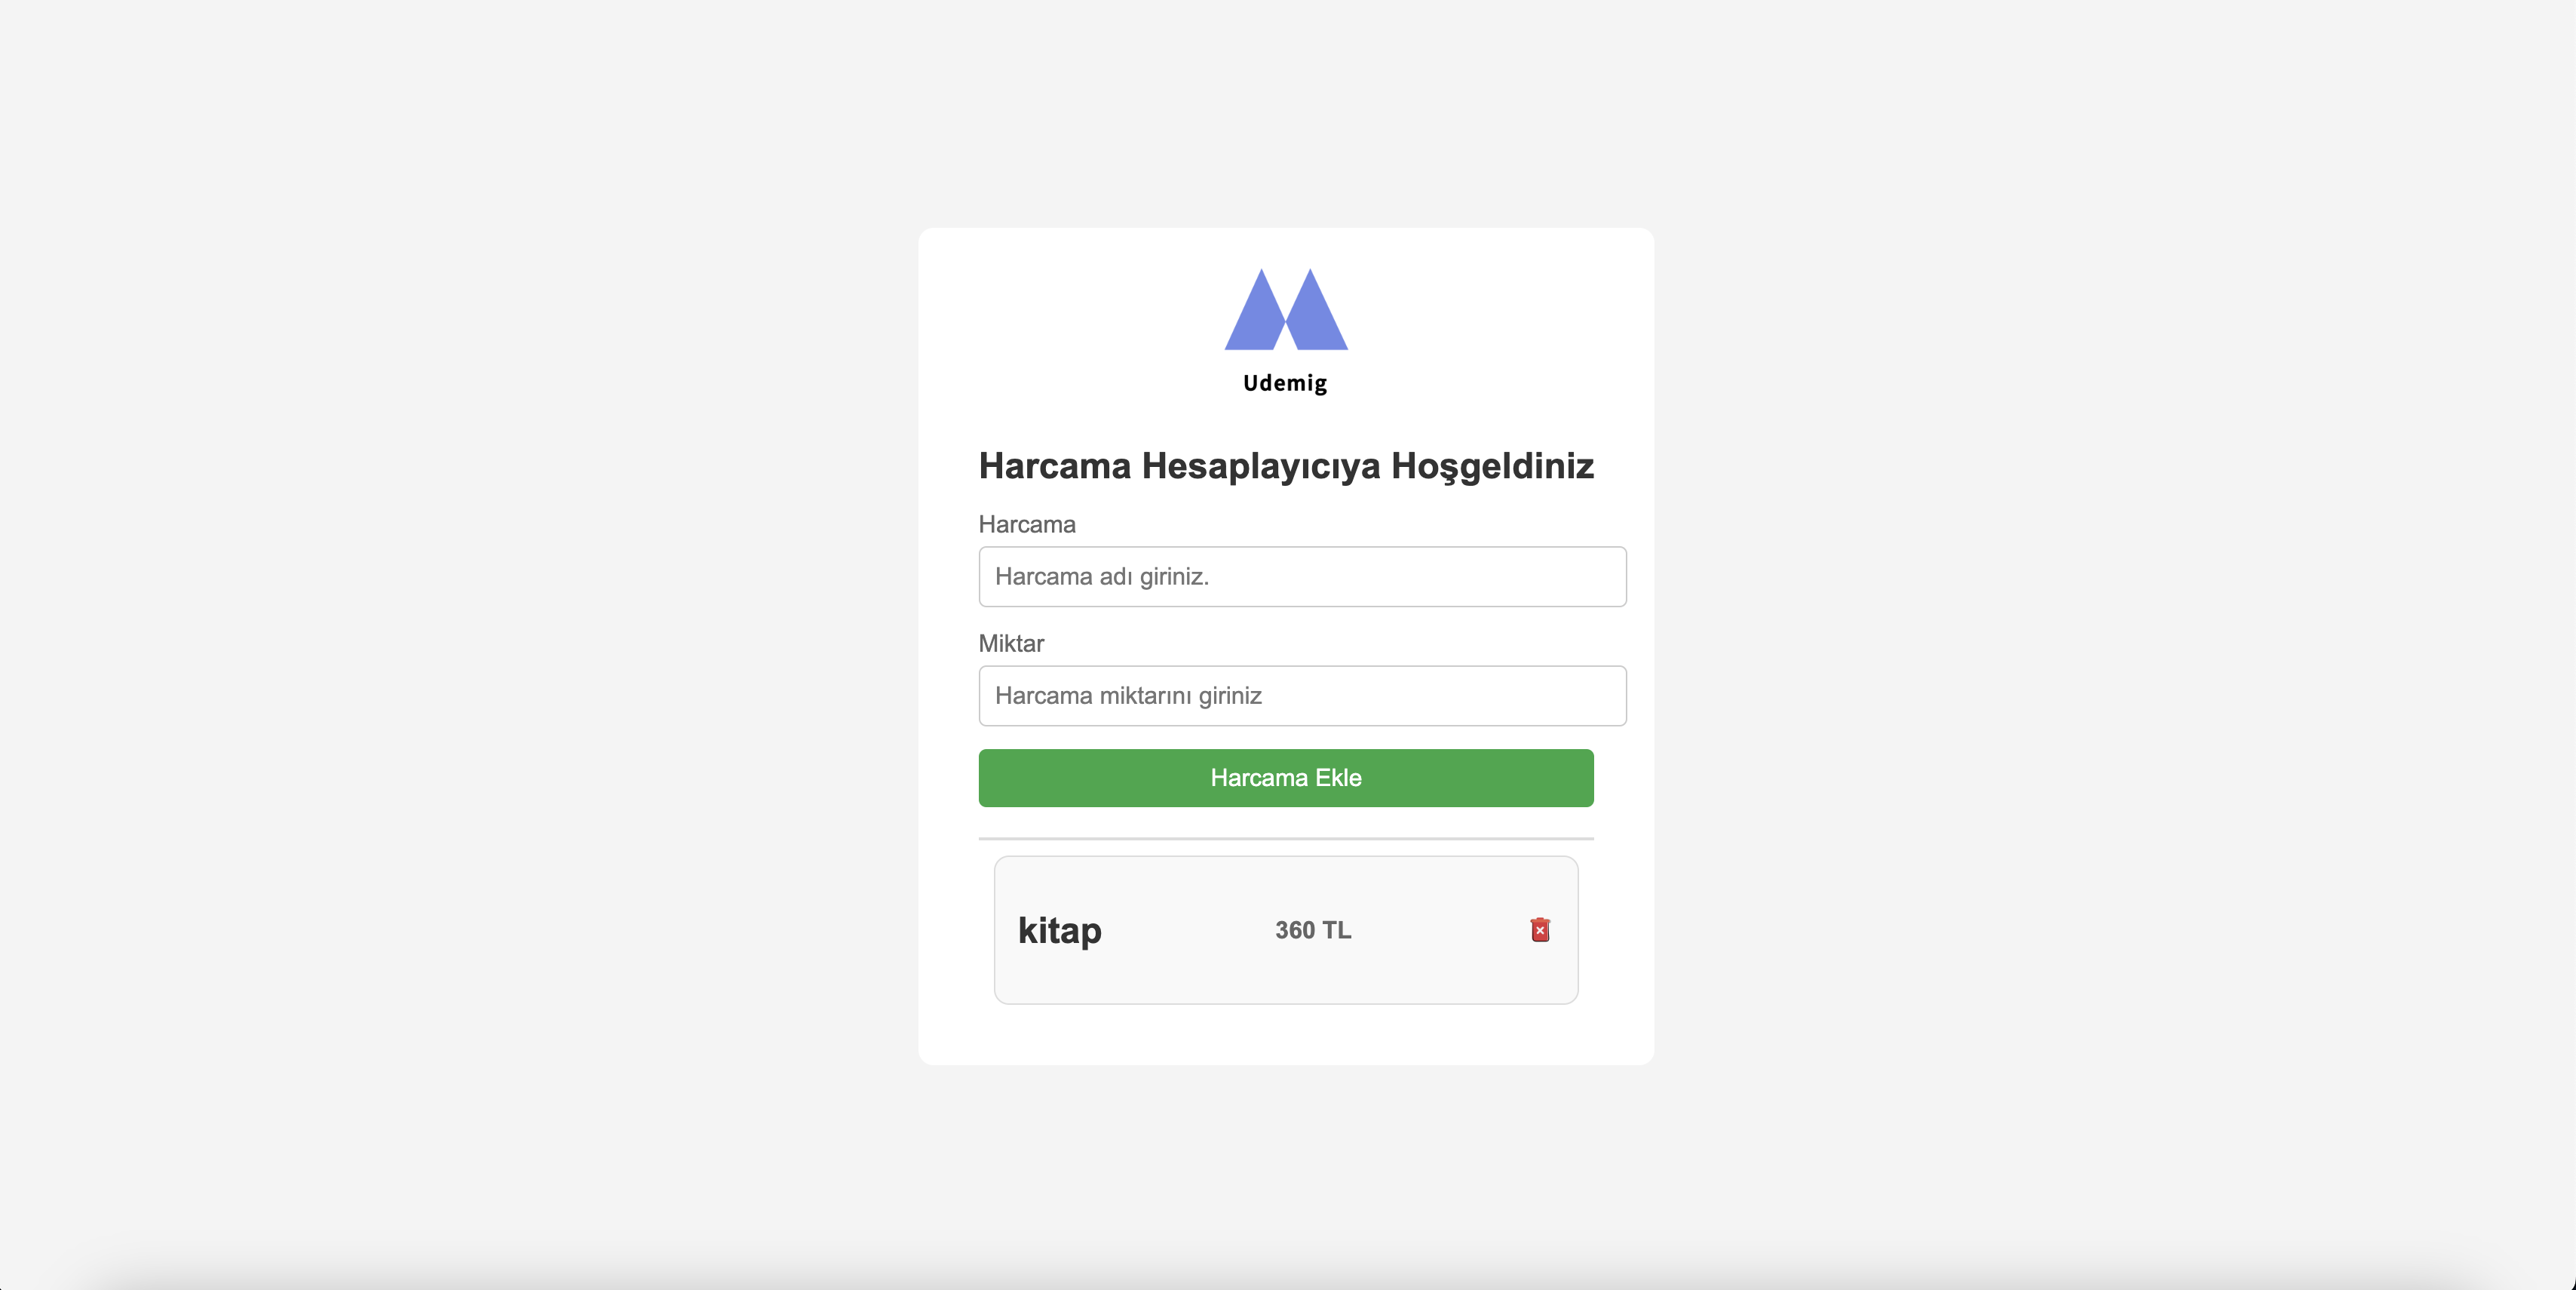 Udemig
Harcama Hesaplayıcıya Hoşgeldiniz
Harcama
Harcama adı giriniz.
Miktar
Harcama miktarını giriniz
Harcama Ekle
kitap 360 TL